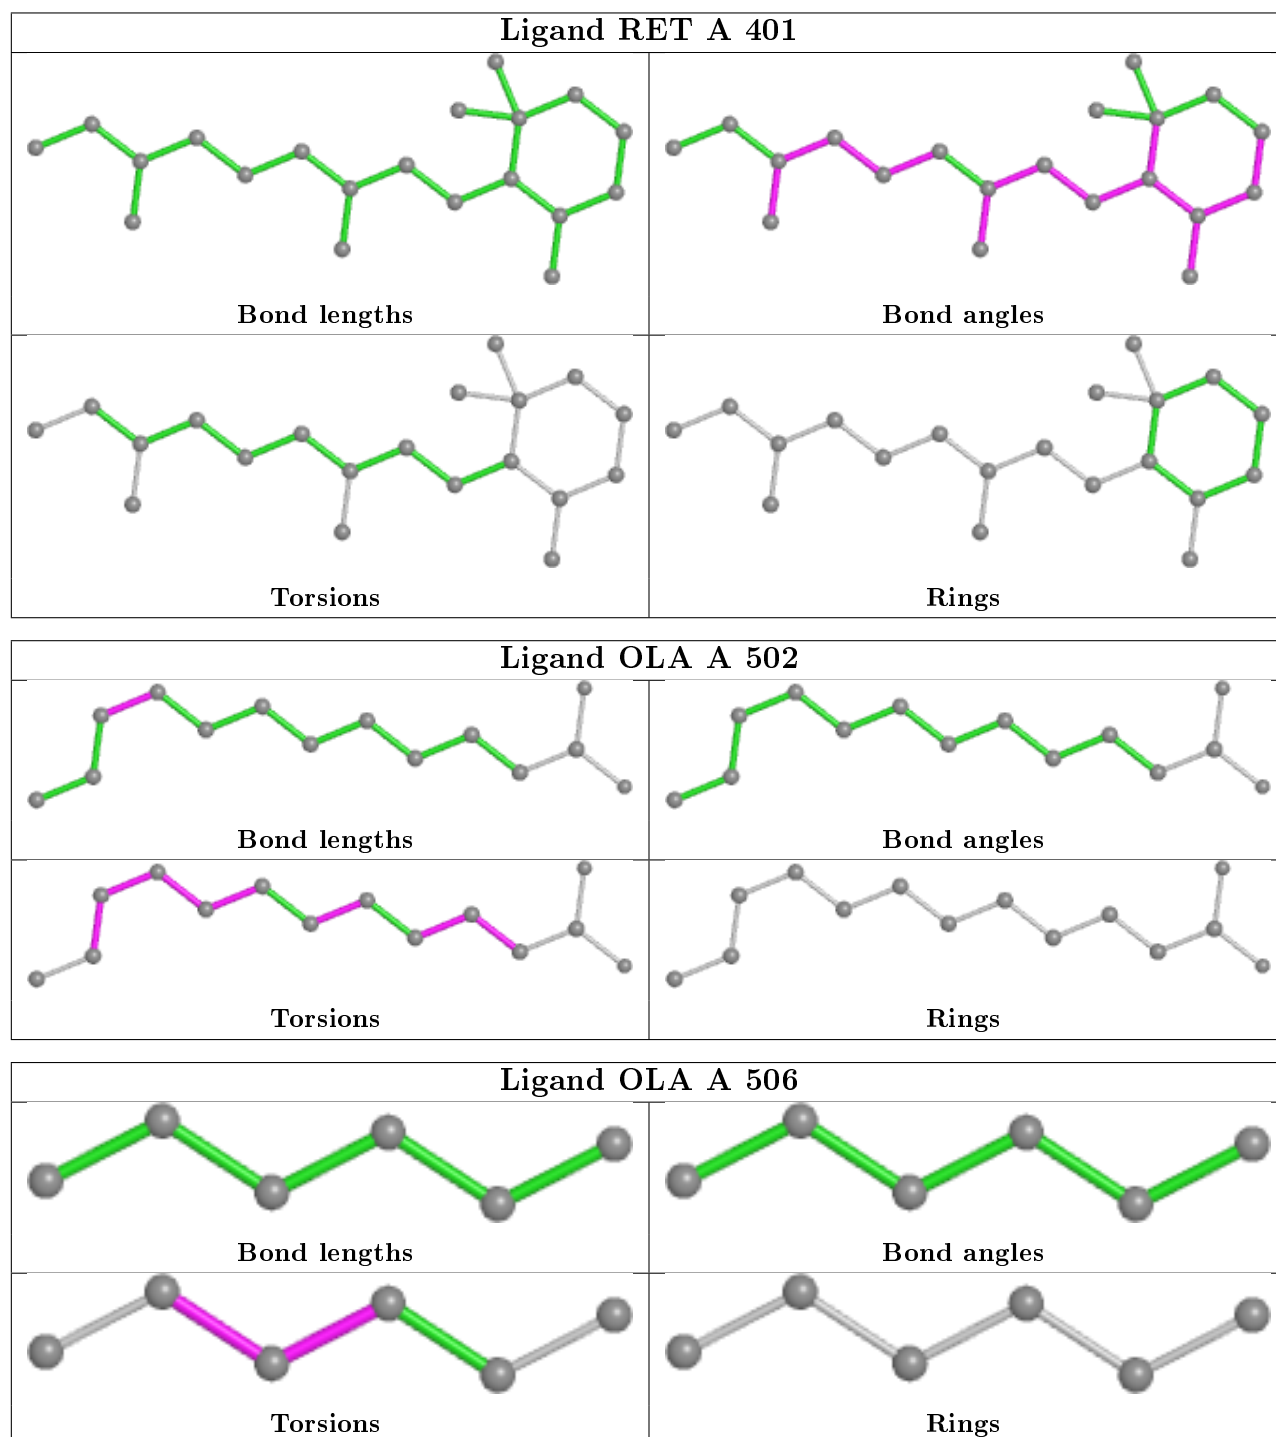 Ligand RET A 401
Bond lengths
Bond angles
Torsions
Rings
Ligand OLA A 502
Bond lengths
Bond angles
Torsions
Rings
Ligand OLA A 506
Bond lengths
Bond angles
Torsions
Rings